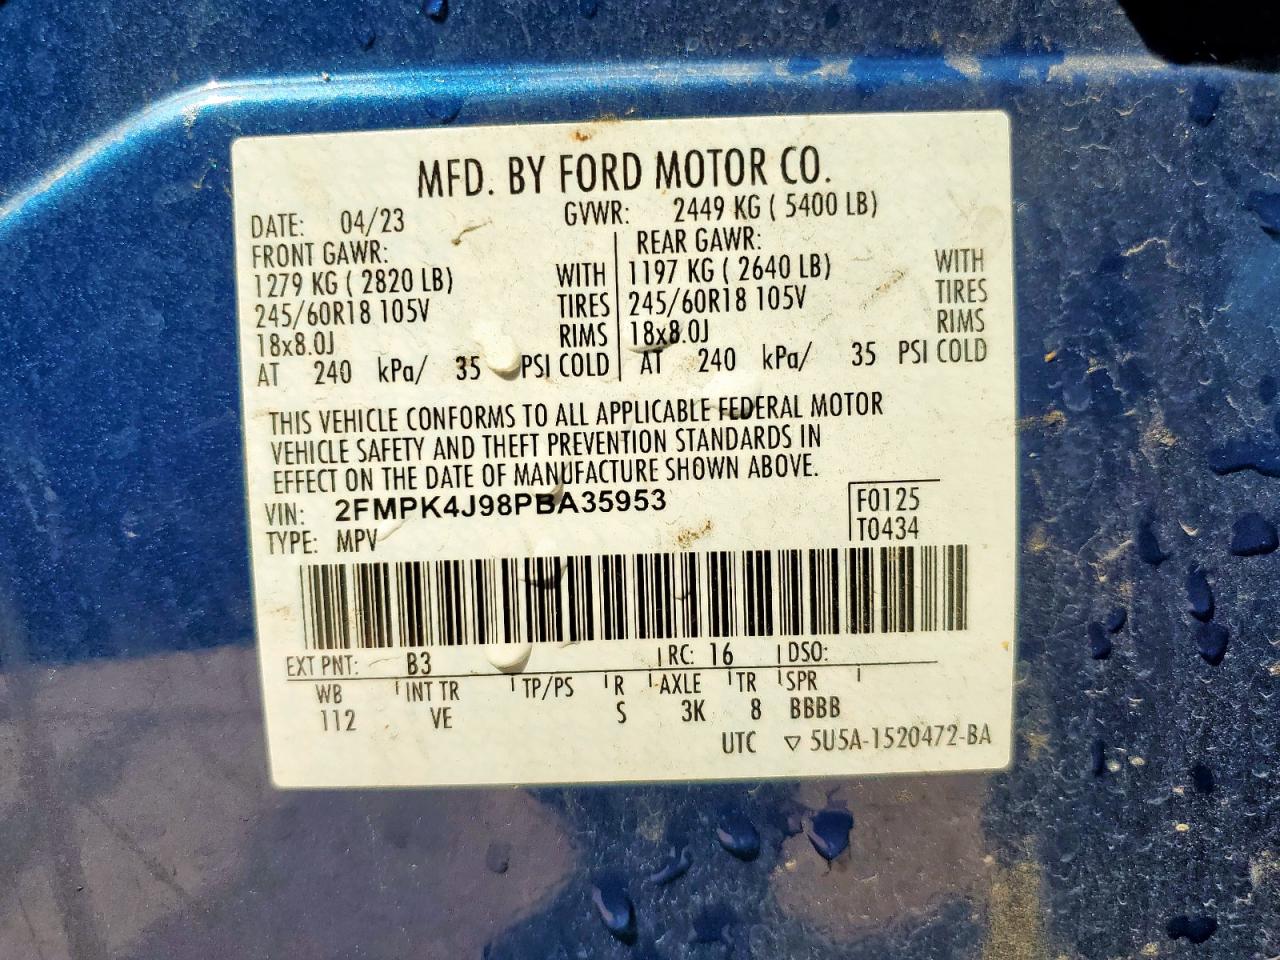 MFD. BY FORD MOTOR CO.
DATE: 04/23 GVWR: 2449 KG ( 5400 LB)
FRONT GAWR: REAR GAWR:
1279 KG ( 2820 LB) WITH 1197 KG ( 2640 LB) WITH
245/60R18 105V TIRES 245/60R18 105V TIRES
18x8.0J RIMS 18x8.0J RIMS
AT 240 kPa/ 35 PSI COLD AT 240 kPa/ 35 PSI COLD
THIS VEHICLE CONFORMS TO ALL APPLICABLE FEDERAL MOTOR
VEHICLE SAFETY AND THEFT PREVENTION STANDARDS IN
EFFECT ON THE DATE OF MANUFACTURE SHOWN ABOVE.
VIN: 2FMPK4J98PBA35953 F0125
TYPE: MPV T0434
EXT PNT: B3 RC: 16 DSO:
WB INT TR TP/PS R AXLE TR SPR
112 VE S 3K 8 BBBB
UTC ▽ 5U5A-1520472-BA